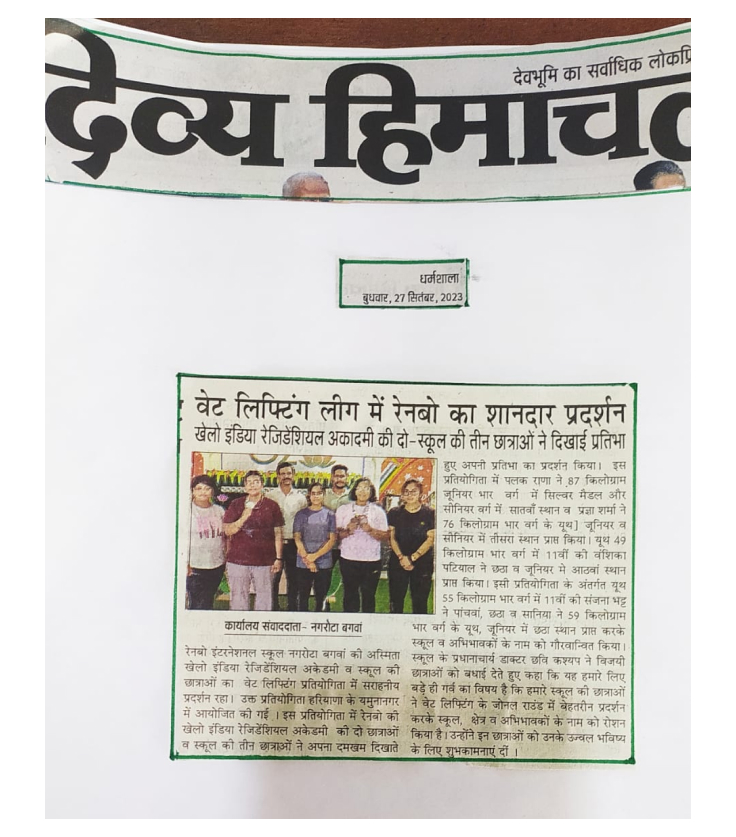 देवभूमि का सर्वाधिक लोकप्रि
दिव्य हिमाचल
धर्मशाला
बुधवार, 27 सितंबर, 2023
वेट लिफ्टिंग लीग में रेनबो का शानदार प्रदर्शन
खेलो इंडिया रेजिडेंशियल अकादमी की दो-स्कूल की तीन छात्राओं ने दिखाई प्रतिभा
कार्यालय संवाददाता- नगरोटा बगवां
रेनबो इंटरनेशनल स्कूल नगरोटा बगवां की अस्मिता
खेलो इंडिया रेजिडेंशियल अकेडमी व स्कूल की
छात्राओं का वेट लिफ्टिंग प्रतियोगिता में सराहनीय
प्रदर्शन रहा। उक्त प्रतियोगिता हरियाणा के यमुनानगर
में आयोजित की गई । इस प्रतियोगिता में रेनबो की
खेलो इंडिया रेजिडेंशियल अकेडमी की दो छात्राओं
व स्कूल की तीन छात्राओं ने अपना दमखम दिखाते
हुए अपनी प्रतिभा का प्रदर्शन किया। इस
प्रतियोगिता में पलक राणा ने 87 किलोग्राम
जूनियर भार वर्ग में सिल्वर मैडल और
सीनियर वर्ग में सातवाँ स्थान व प्रज्ञा शर्मा ने
76 किलोग्राम भार वर्ग के यूथ] जूनियर व
सीनियर में तीसरा स्थान प्राप्त किया। यूथ 49
किलोग्राम भार वर्ग में 11वीं की वंशिका
पटियाल ने छठा व जूनियर मे आठवां स्थान
प्राप्त किया। इसी प्रतियोगिता के अंतर्गत यूथ
55 किलोग्राम भार वर्ग में 11वीं की संजना भट्ट
ने पांचवां, छठा व सानिया ने 59 किलोग्राम
भार वर्ग के यूथ, जूनियर में छठा स्थान प्राप्त करके
स्कूल व अभिभावकों के नाम को गौरवान्वित किया।
स्कूल के प्रधानाचार्य डाक्टर छवि कश्यप ने विजयी
छात्राओं को बधाई देते हुए कहा कि यह हमारे लिए
बड़े ही गर्व का विषय है कि हमारे स्कूल की छात्राओं
ने वेट लिफ्टिंग के जोनल राउंड में बेहतरीन प्रदर्शन
करके स्कूल, क्षेत्र व अभिभावकों के नाम को रोशन
किया है। उन्होंने इन छात्राओं को उनके उज्वल भविष्य
के लिए शुभकामनाएं दीं ।